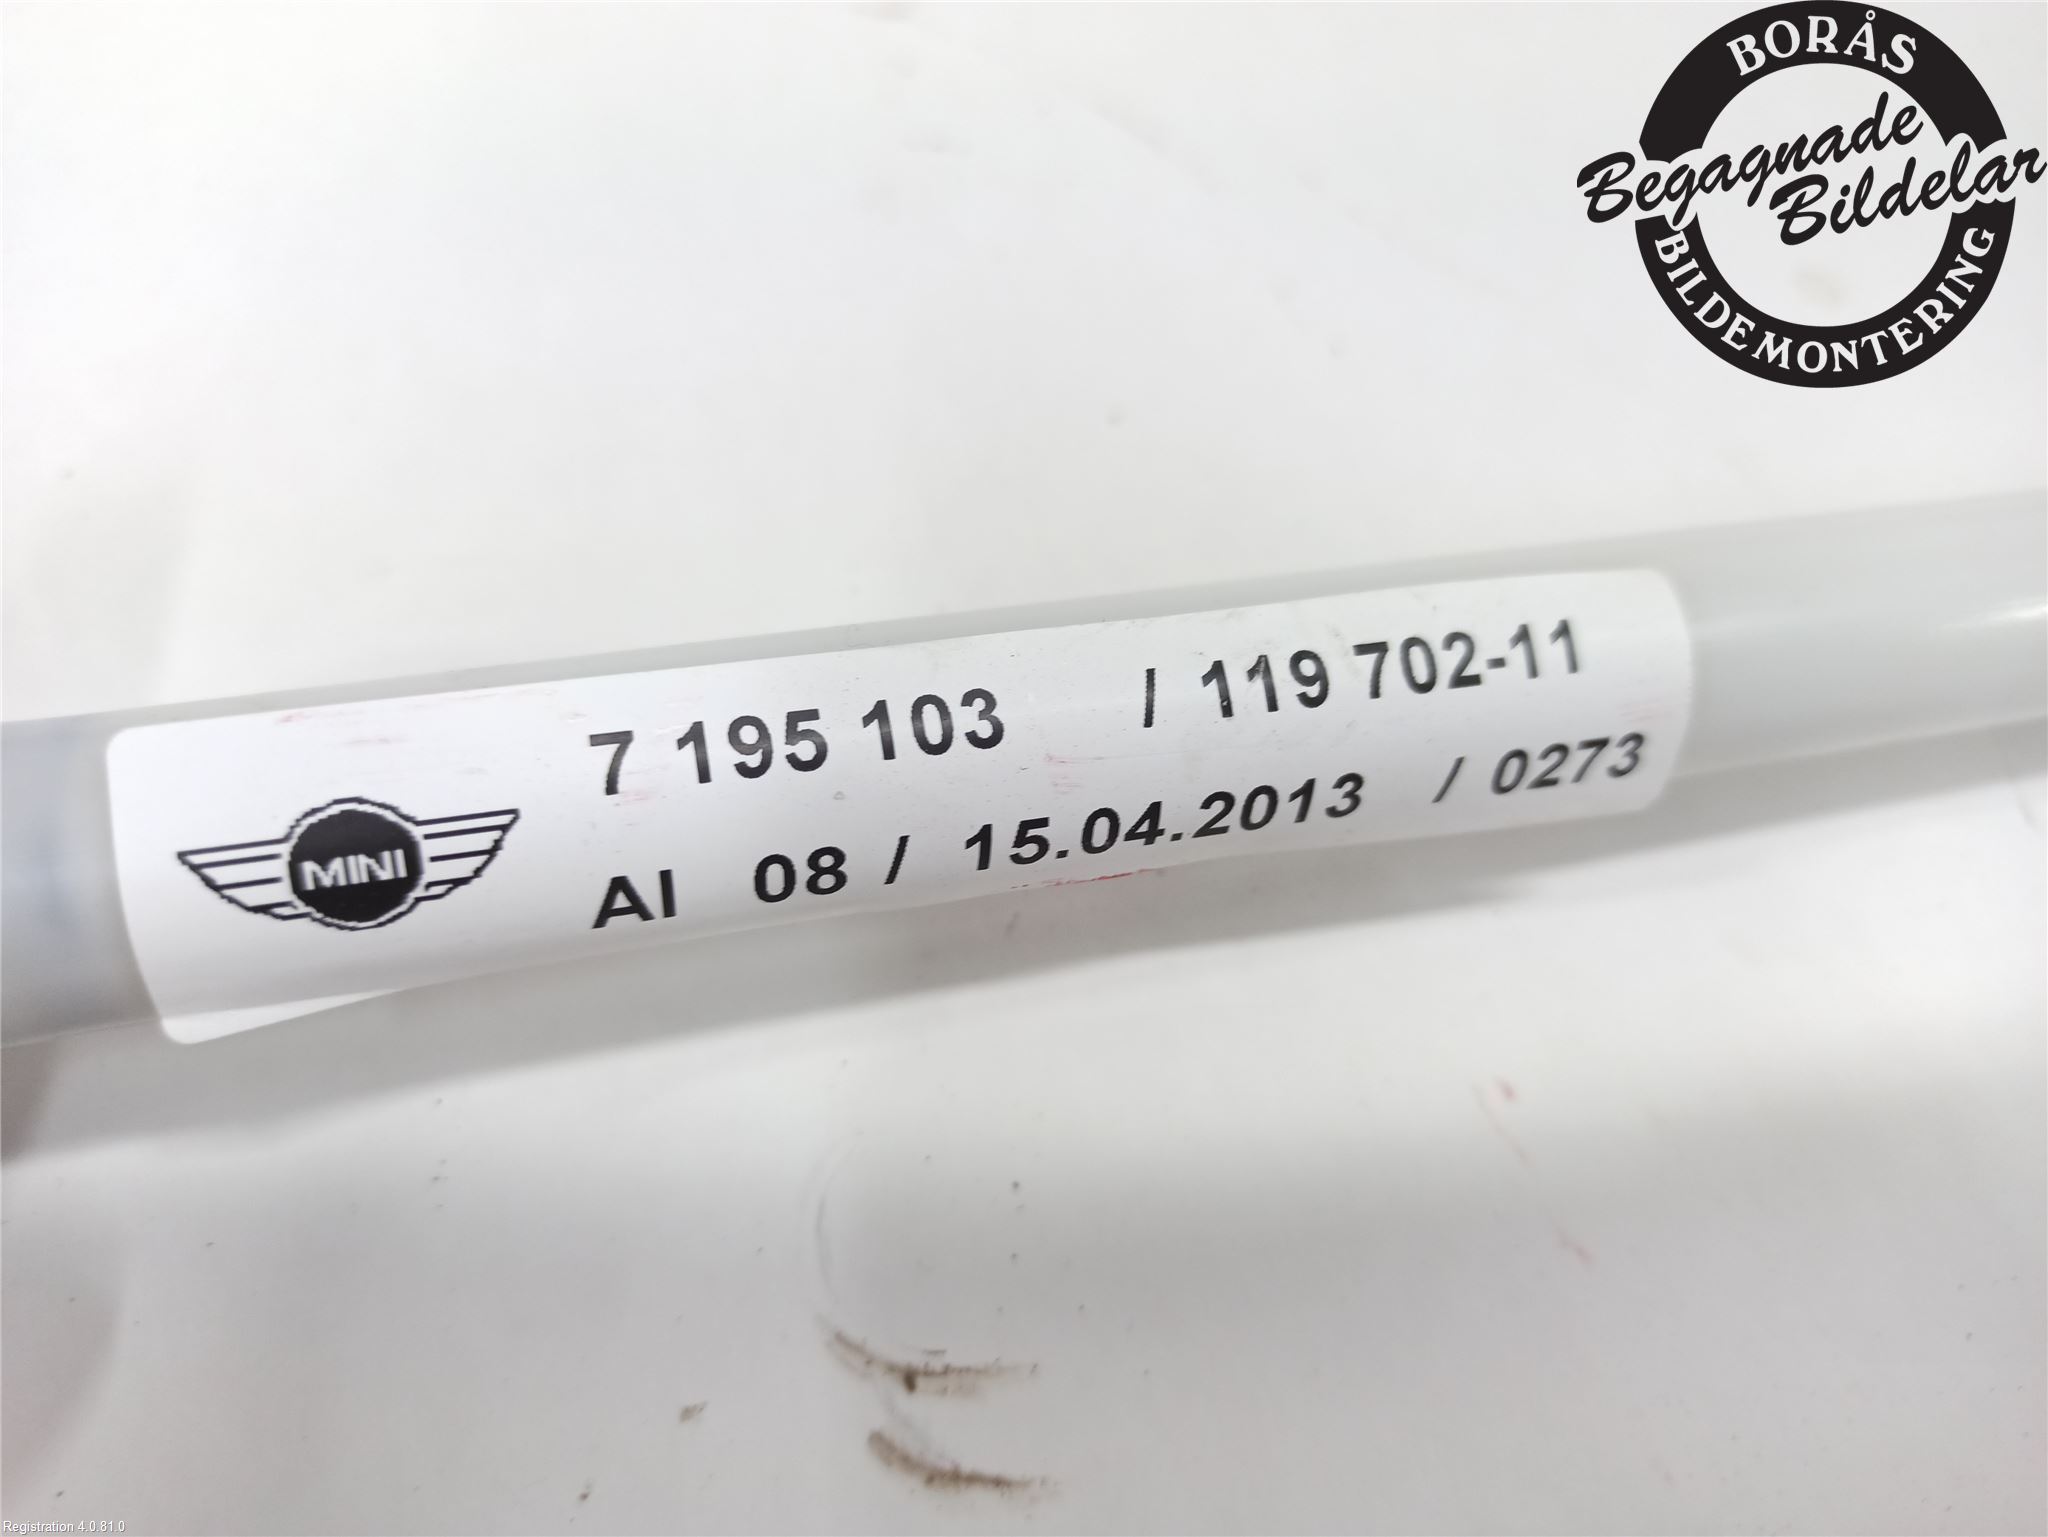 BORÅS
Begagnade
Bildelar
BILDEMONTERING
7 195 103 / 119 702-11
MINI
AI 08 / 15.04.2013 / 0273
Registration 4.0.81.0